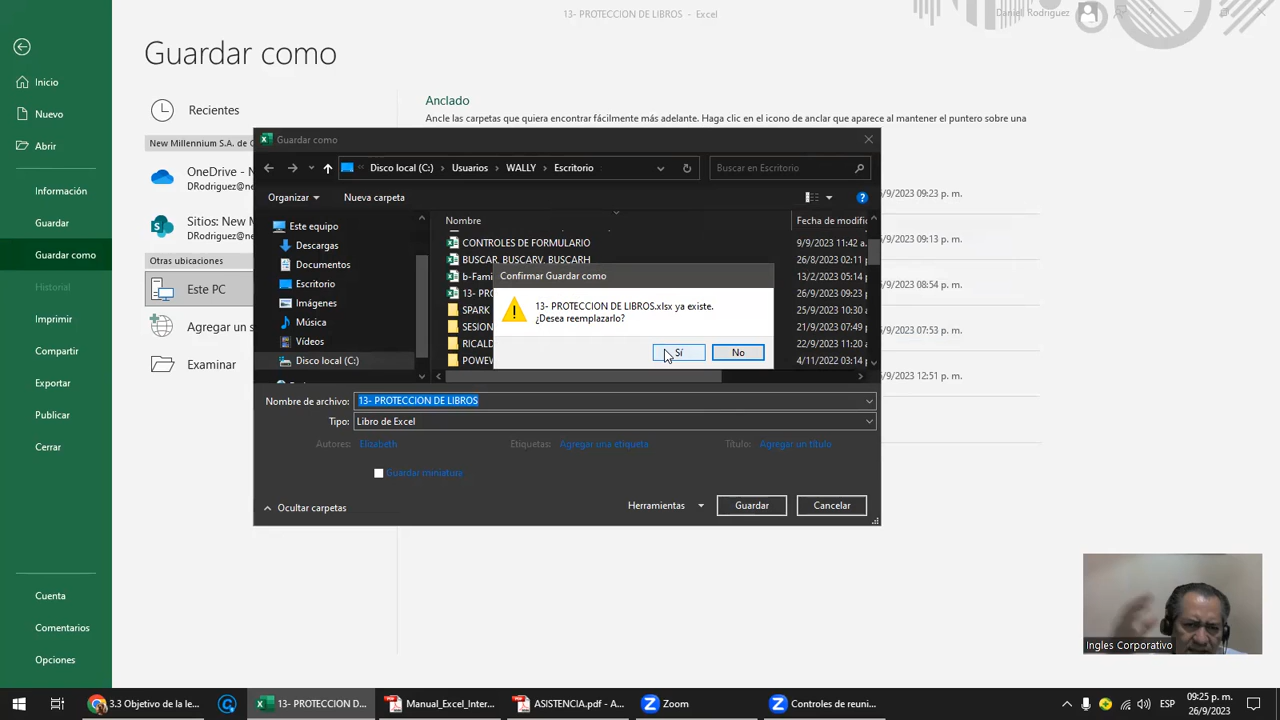 13- PROTECCION DE LIBROS - Excel
Daniel Rodriguez
?
Guardar como
Inicio
Nuevo
Abrir
Información
Guardar
Guardar como
Historial
Imprimir
Compartir
Exportar
Publicar
Cerrar
Cuenta
Comentarios
Opciones
Recientes
New Millennium S.A. de
OneDrive -
DRodriguez@ne
Sitios: New
DRodriguez@ne
Otras ubicaciones
Este PC
Agregar un s
Examinar
Anclado
Ancle las carpetas que quiera encontrar fácilmente más adelante. Haga clic en el icono de anclar que aparece al mantener el puntero sobre una
/9/2023 09:23 p. m.
/9/2023 09:13 p. m.
/9/2023 08:54 p. m.
/9/2023 07:53 p. m.
/9/2023 12:51 p. m.
Guardar como
Disco local (C:) > Usuarios > WALLY > Escritorio
Buscar en Escritorio
Organizar
Nueva carpeta
Este equipo
Descargas
Documentos
Escritorio
Imágenes
Música
Vídeos
Disco local (C:)
Nombre
Fecha de modific
CONTROLES DE FORMULARIO
9/9/2023 11:42 a.
BUSCAR, BUSCARV, BUSCARH
26/8/2023 02:11
b-Fami
13/2/2023 05:14
13- PR
26/9/2023 09:23
SPARK
25/9/2023 10:30
SESION
21/9/2023 07:49
RICALD
22/9/2023 11:20
POWEW
4/11/2022 03:14
Confirmar Guardar como
13- PROTECCION DE LIBROS.xlsx ya existe.
¿Desea reemplazarlo?
Sí
No
Nombre de archivo:
13- PROTECCION DE LIBROS
Tipo:
Libro de Excel
Autores:
Elizabeth
Etiquetas:
Agregar una etiqueta
Título:
Agregar un título
Guardar miniatura
Ocultar carpetas
Herramientas
Guardar
Cancelar
Ingles Corporativo
3.3 Objetivo de la le...
13- PROTECCION D...
Manual_Excel_Inter...
ASISTENCIA.pdf - A...
Zoom
Controles de reuni...
ESP
09:25 p. m.
26/9/2023